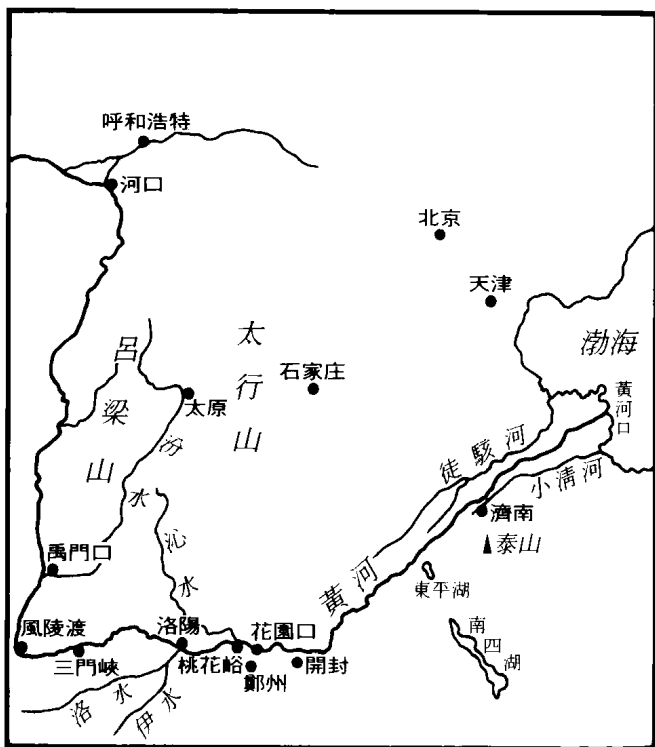 呼和浩特
河口
北京
天津
渤海
太行山
呂梁山
石家庄
太原
汾水
黃河口
徒駭河
小清河
濟南
泰山
沁水
禹門口
黃河
東平湖
南四湖
風陵渡
三門峽
洛陽
桃花峪
花園口
鄭州
開封
洛水
伊水